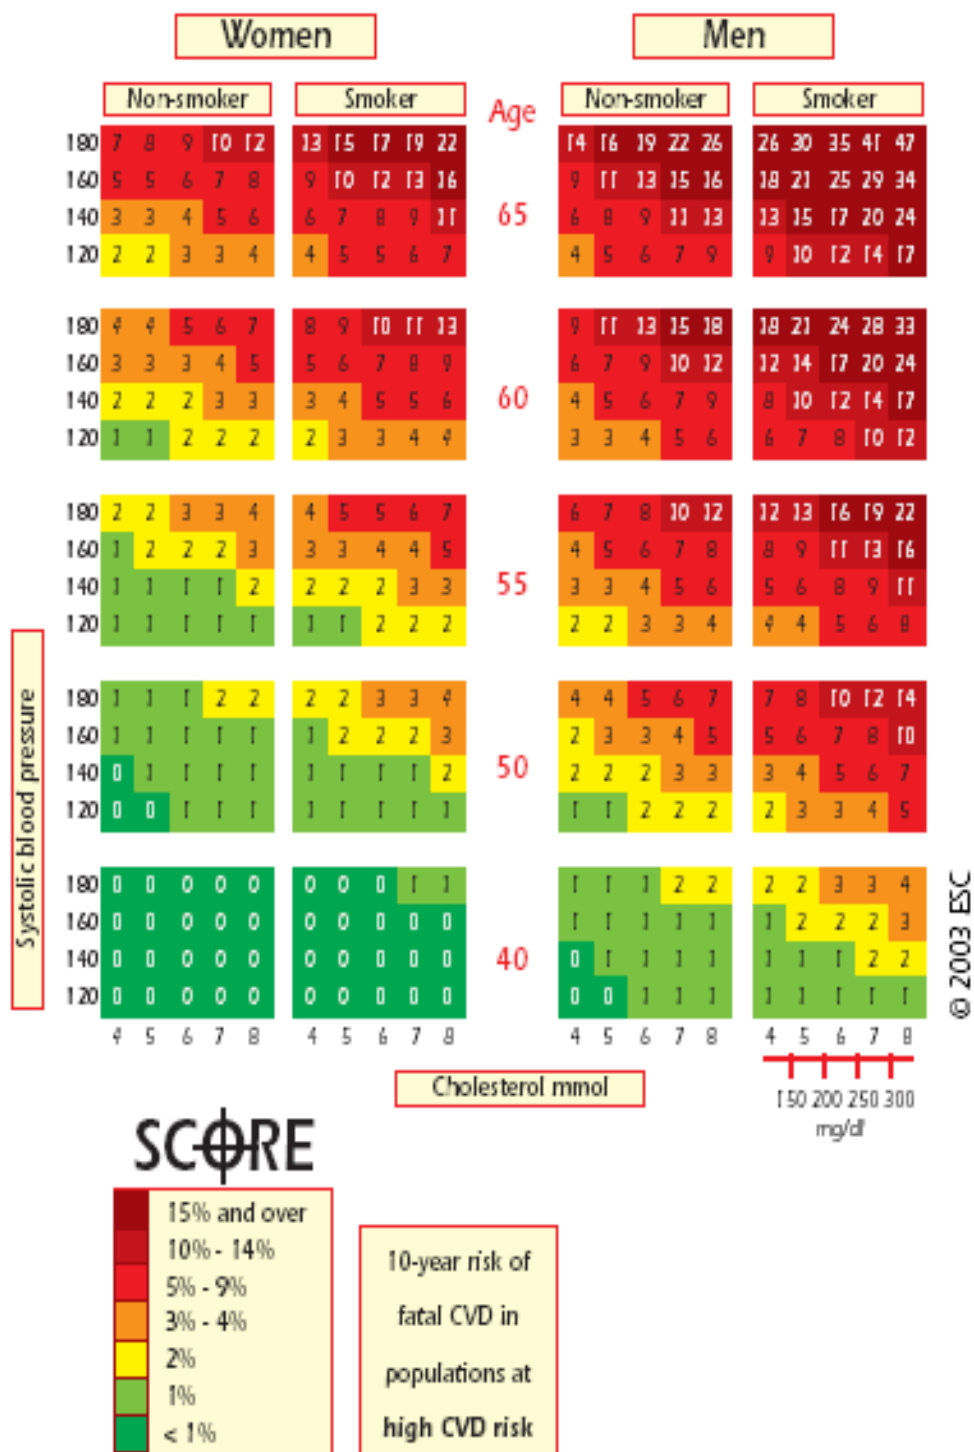 Women Men
Non-smoker Smoker Age Non-smoker Smoker
180 7 8 9 10 12 13 15 17 19 22 14 16 19 22 26 26 30 35 41 47
160 5 5 6 7 8 9 10 12 13 16 9 11 13 15 16 18 21 25 29 34
140 3 3 4 5 6 6 7 8 9 11 65 6 8 9 11 13 13 15 17 20 24
120 2 2 3 3 4 4 5 5 6 7 4 5 6 7 9 9 10 12 14 17
180 4 4 5 6 7 8 9 10 11 13 9 11 13 15 18 18 21 24 28 33
160 3 3 3 4 5 5 6 7 8 9 6 7 9 10 12 12 14 17 20 24
140 2 2 2 3 3 3 4 5 5 6 60 4 5 6 7 9 8 10 12 14 17
120 1 1 2 2 2 2 3 3 4 4 3 3 4 5 6 6 7 8 10 12
180 2 2 3 3 4 4 5 5 6 7 6 7 8 10 12 12 13 16 19 22
160 1 2 2 2 3 3 3 4 4 5 4 5 6 7 8 8 9 11 13 16
140 1 1 1 1 2 2 2 2 3 3 55 3 3 4 5 6 5 6 8 9 11
120 1 1 1 1 1 1 1 2 2 2 2 2 3 3 4 4 4 5 6 8
180 1 1 1 2 2 2 2 3 3 4 4 4 5 6 7 7 8 10 12 14
160 1 1 1 1 1 1 2 2 2 3 2 3 3 4 5 5 6 7 8 10
140 0 1 1 1 1 1 1 1 1 2 50 2 2 2 3 3 3 4 5 6 7
120 0 0 1 1 1 1 1 1 1 1 1 1 2 2 2 2 3 3 4 5
180 0 0 0 0 0 0 0 0 1 1 1 1 1 2 2 2 2 3 3 4
160 0 0 0 0 0 0 0 0 0 0 1 1 1 1 1 1 2 2 2 3
140 0 0 0 0 0 0 0 0 0 0 40 0 1 1 1 1 1 1 1 2 2
120 0 0 0 0 0 0 0 0 0 0 0 0 1 1 1 1 1 1 1 1
4 5 6 7 8 4 5 6 7 8 4 5 6 7 8 4 5 6 7 8
Systolic blood pressure
© 2003 ESC
Cholesterol mmol
150 200 250 300
mg/dl
SCORE
15% and over
10% - 14%
5% - 9%
3% - 4%
2%
1%
< 1%
10-year risk of
fatal CVD in
populations at
high CVD risk